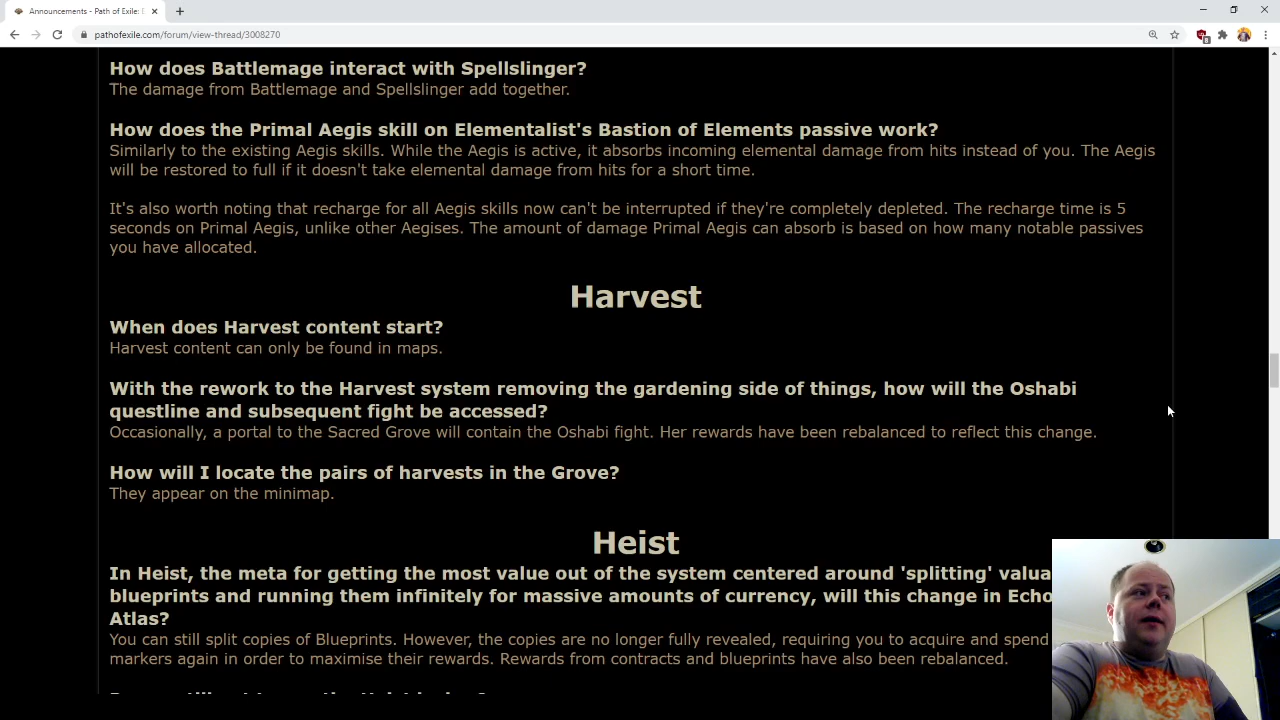 Announcements - Path of Exile: E
pathofexile.com/forum/view-thread/3008270
How does Battlemage interact with Spellslinger?
The damage from Battlemage and Spellslinger add together.
How does the Primal Aegis skill on Elementalist's Bastion of Elements passive work?
Similarly to the existing Aegis skills. While the Aegis is active, it absorbs incoming elemental damage from hits instead of you. The Aegis
will be restored to full if it doesn't take elemental damage from hits for a short time.
It's also worth noting that recharge for all Aegis skills now can't be interrupted if they're completely depleted. The recharge time is 5
seconds on Primal Aegis, unlike other Aegises. The amount of damage Primal Aegis can absorb is based on how many notable passives
you have allocated.
Harvest
When does Harvest content start?
Harvest content can only be found in maps.
With the rework to the Harvest system removing the gardening side of things, how will the Oshabi
questline and subsequent fight be accessed?
Occasionally, a portal to the Sacred Grove will contain the Oshabi fight. Her rewards have been rebalanced to reflect this change.
How will I locate the pairs of harvests in the Grove?
They appear on the minimap.
Heist
In Heist, the meta for getting the most value out of the system centered around 'splitting' valua
blueprints and running them infinitely for massive amounts of currency, will this change in Echo
Atlas?
You can still split copies of Blueprints. However, the copies are no longer fully revealed, requiring you to acquire and spend
markers again in order to maximise their rewards. Rewards from contracts and blueprints have also been rebalanced.